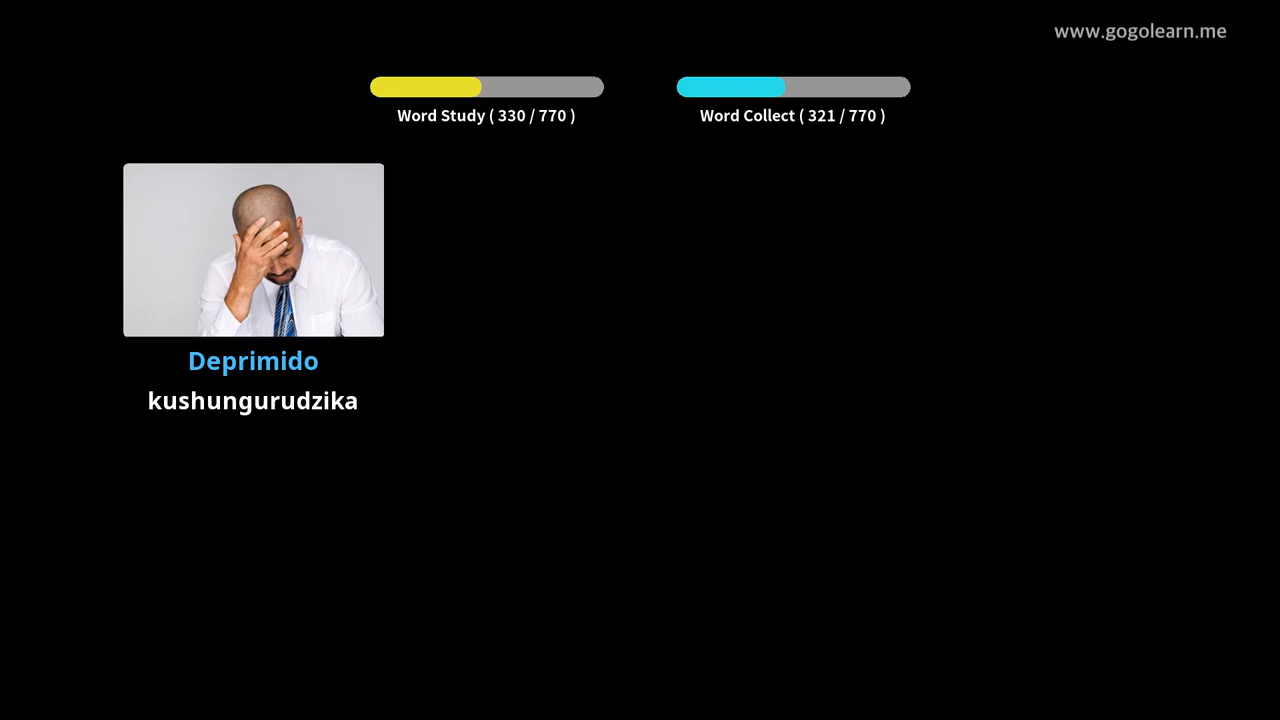 www.gogolearn.me
Word Study ( 330 / 770 )
Word Collect ( 321 / 770 )
Deprimido
kushungurudzika